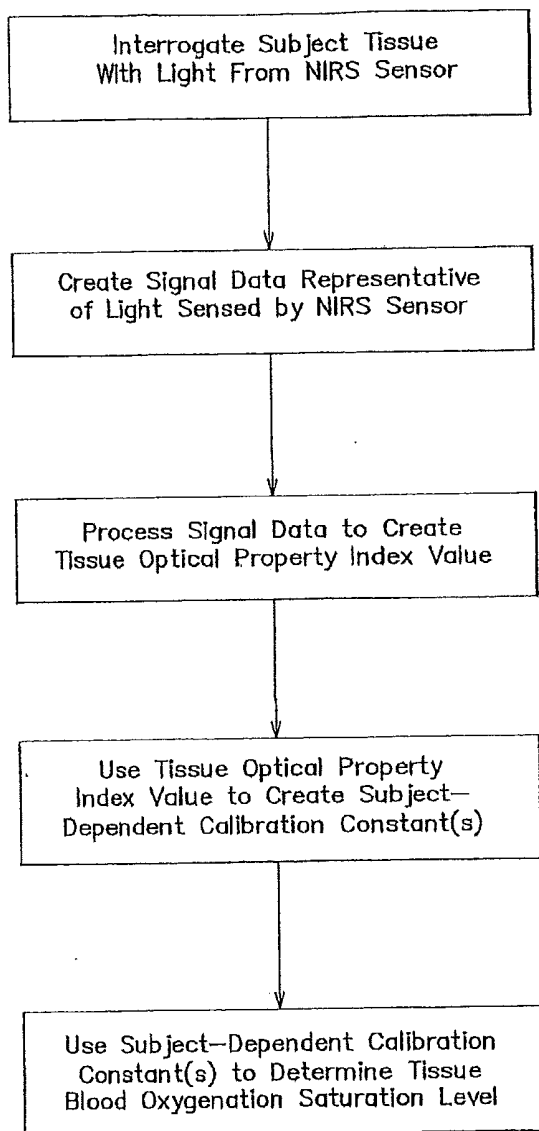 Interrogate Subject Tissue
With Light From NIRS Sensor
Create Signal Data Representative
of Light Sensed by NIRS Sensor
Process Signal Data to Create
Tissue Optical Property Index Value
Use Tissue Optical Property
Index Value to Create Subject-
Dependent Calibration Constant(s)
Use Subject-Dependent Calibration
Constant(s) to Determine Tissue
Blood Oxygenation Saturation Level